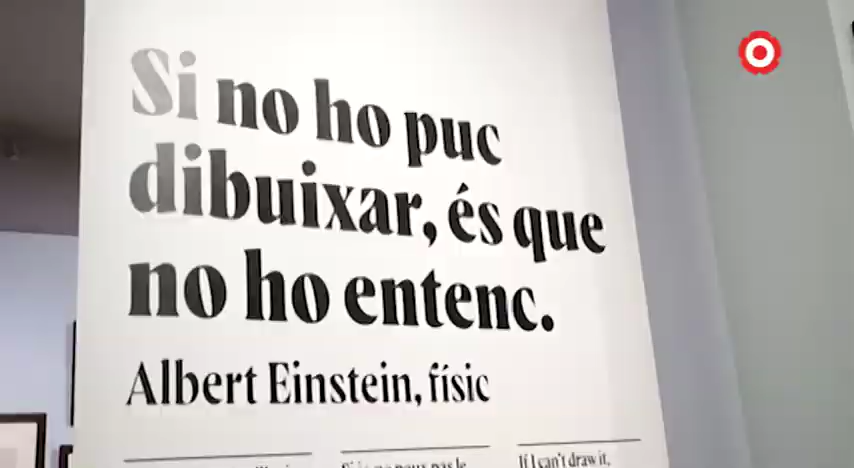 Si no ho puc
dibuixar, és que
no ho entenc.
Albert Einstein, físic
If I can't draw it,